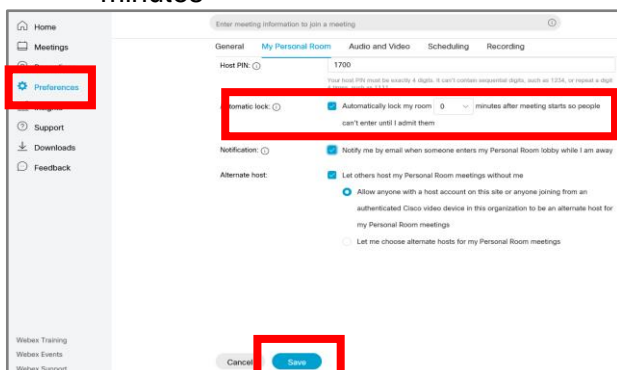 minutes
Enter meeting information to join a meeting
Home
Meetings
Preferences
Support
Downloads
Feedback
General My Personal Room Audio and Video Scheduling Recording
Host PIN:
1700
Your host PIN must be exactly 4 digits. It can't contain sequential digits, such as 1234, or repeat a digit
Automatic lock:
Automatically lock my room 0 minutes after meeting starts so people
can't enter until I admit them
Notification:
Notify me by email when someone enters my Personal Room lobby while I am away
Alternate host:
Let others host my Personal Room meetings without me
Allow anyone with a host account on this site or anyone joining from an
authenticated Cisco video device in this organization to be an alternate host for
my Personal Room meetings
Let me choose alternate hosts for my Personal Room meetings
Webex Training
Webex Events
Webex Support
Cancel Save